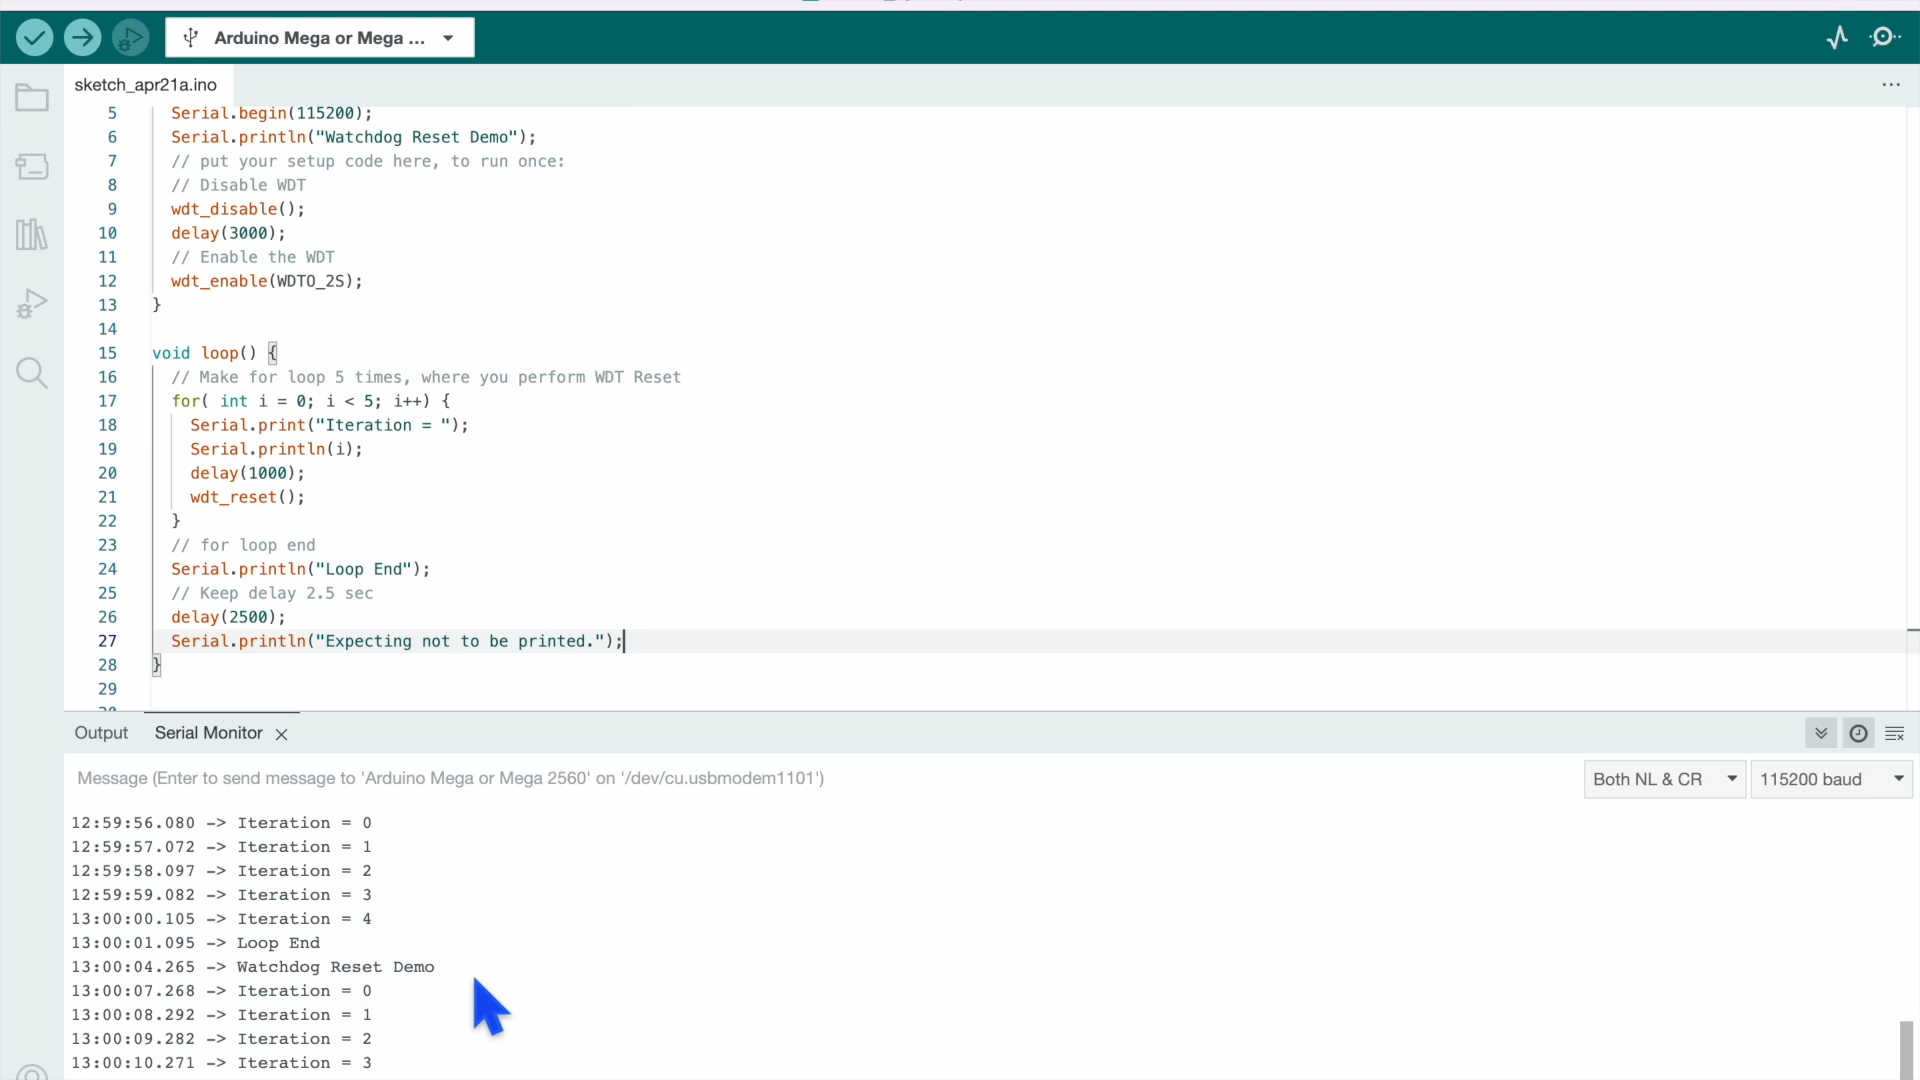 Arduino Mega or Mega ...
sketch_apr21a.ino
...
5 Serial.begin(115200);
6 Serial.println("Watchdog Reset Demo");
7 // put your setup code here, to run once:
8 // Disable WDT
9 wdt_disable();
10 delay(3000);
11 // Enable the WDT
12 wdt_enable(WDTO_2S);
13 }
14
15 void loop() {
16 // Make for loop 5 times, where you perform WDT Reset
17 for( int i = 0; i < 5; i++) {
18 Serial.print("Iteration = ");
19 Serial.println(i);
20 delay(1000);
21 wdt_reset();
22 }
23 // for loop end
24 Serial.println("Loop End");
25 // Keep delay 2.5 sec
26 delay(2500);
27 Serial.println("Expecting not to be printed.");
28 }
29
Output Serial Monitor
Message (Enter to send message to 'Arduino Mega or Mega 2560' on '/dev/cu.usbmodem1101') Both NL & CR 115200 baud
12:59:56.080 -> Iteration = 0
12:59:57.072 -> Iteration = 1
12:59:58.097 -> Iteration = 2
12:59:59.082 -> Iteration = 3
13:00:00.105 -> Iteration = 4
13:00:01.095 -> Loop End
13:00:04.265 -> Watchdog Reset Demo
13:00:07.268 -> Iteration = 0
13:00:08.292 -> Iteration = 1
13:00:09.282 -> Iteration = 2
13:00:10.271 -> Iteration = 3